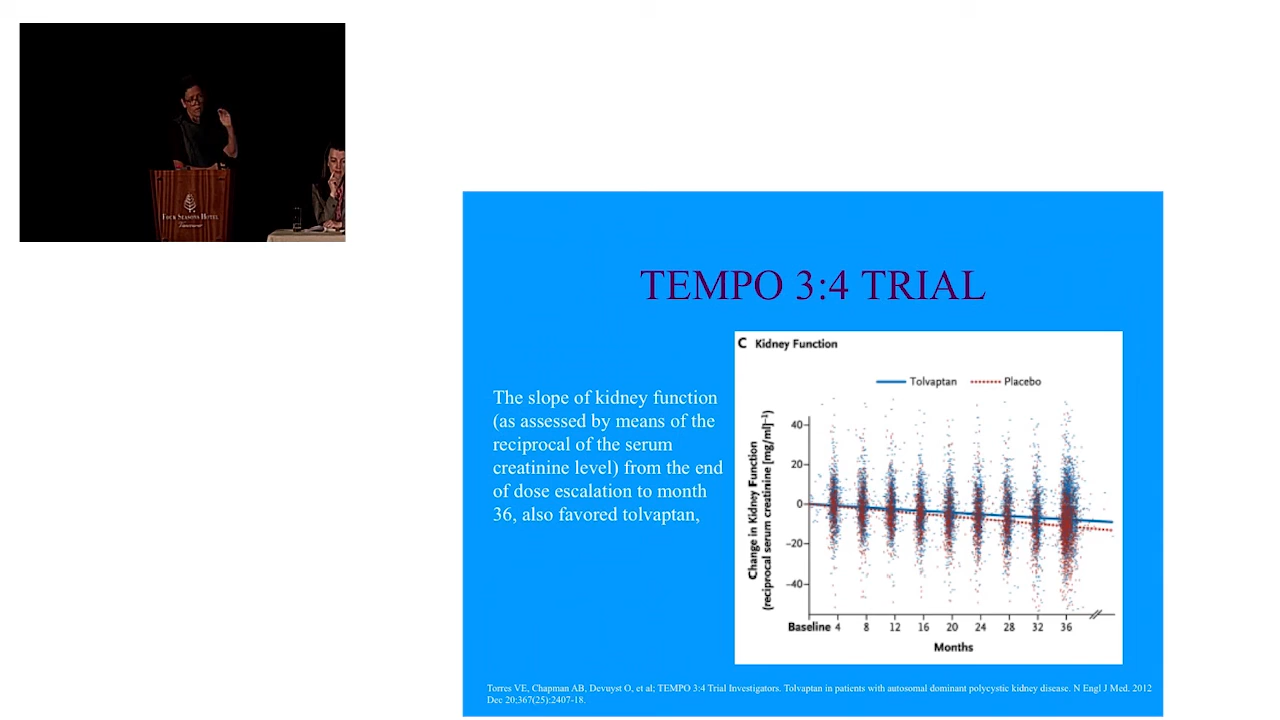 FOUR SEASONS HOTEL
Vancouver
TEMPO 3:4 TRIAL
The slope of kidney function
(as assessed by means of the
reciprocal of the serum
creatinine level) from the end
of dose escalation to month
36, also favored tolvaptan,
C Kidney Function
Tolvaptan Placebo
Change in Kidney Function
(reciprocal serum creatinine [mg/ml]⁻¹)
40
20
0
−20
−40
Baseline 4 8 12 16 20 24 28 32 36
Months
Torres VE, Chapman AB, Devuyst O, et al; TEMPO 3:4 Trial Investigators. Tolvaptan in patients with autosomal dominant polycystic kidney disease. N Engl J Med. 2012
Dec 20;367(25):2407-18.